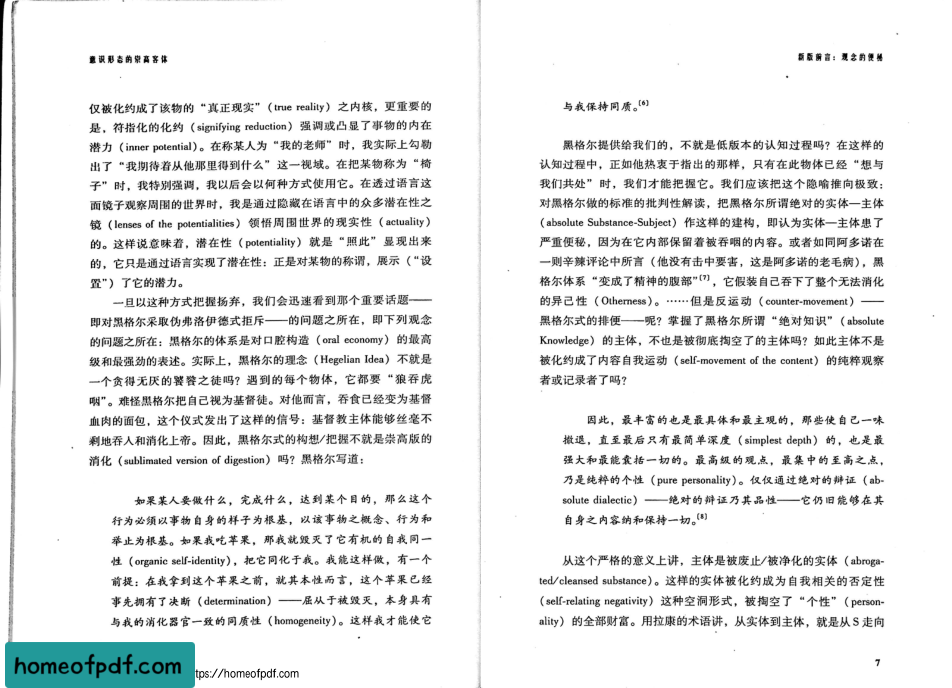 意识形态的崇高客体
仅被化约成了该物的“真正现实”（true reality）之内核，更重要的
是，符指化的化约（signifying reduction）强调或凸显了事物的内在
潜力（inner potential）。在称某人为“我的老师”时，我实际上勾勒
出了“我期待着从他那里得到什么”这一视域。在把某物称为“椅
子”时，我特别强调，我以后会以何种方式使用它。在透过语言这
面镜子观察周围的世界时，我是通过隐藏在语言中的众多潜在性之
镜（lenses of the potentialities）领悟周围世界的现实性（actuality）
的。这样说意味着，潜在性（potentiality）就是“照此”显现出来
的，它只是通过语言实现了潜在性：正是对某物的称谓，展示（“设
置”）了它的潜力。
一旦以这种方式把握扬弃，我们会迅速看到那个重要话题——
即对黑格尔采取伪弗洛伊德式拒斥——的问题之所在，即下列观念
的问题之所在：黑格尔的体系是对口腔构造（oral economy）的最高
级和最强劲的表述。实际上，黑格尔的理念（Hegelian Idea）不就是
一个贪得无厌的饕餮之徒吗？遇到的每个物体，它都要“狼吞虎
咽”。难怪黑格尔把自己视为基督徒。对他而言，吞食已经变为基督
血肉的面包，这个仪式发出了这样的信号：基督教主体能够丝毫不
剩地吞入和消化上帝。因此，黑格尔式的构想/把握不就是崇高版的
消化（sublimated version of digestion）吗？黑格尔写道：
如果某人要做什么，完成什么，达到某个目的，那么这个
行为必须以事物自身的样子为根基，以该事物之概念、行为和
举止为根基。如果我吃苹果，那我就毁灭了它有机的自我同一
性（organic self-identity），把它同化于我。我能这样做，有一个
前提：在我拿到这个苹果之前，就其本性而言，这个苹果已经
事先拥有了决断（determination）——屈从于被毁灭，本身具有
与我的消化器官一致的同质性（homogeneity）。这样我才能使它
homeofpdf.com
tps://homeofpdf.com
新版前言：观念的便秘
与我保持同质。[6]
黑格尔提供给我们的，不就是低版本的认知过程吗？在这样的
认知过程中，正如他热衷于指出的那样，只有在此物体已经“想与
我们共处”时，我们才能把握它。我们应该把这个隐喻推向极致：
对黑格尔做的标准的批判性解读，把黑格尔所谓绝对的实体—主体
（absolute Substance-Subject）作这样的建构，即认为实体—主体患了
严重便秘，因为在它内部保留着被吞咽的内容。或者如同阿多诺在
一则辛辣评论中所言（他没有击中要害，这是阿多诺的老毛病），黑
格尔体系“变成了精神的腹部”[7]，它假装自己吞下了整个无法消化
的异己性（Otherness）。……但是反运动（counter-movement）——
黑格尔式的排便——呢？掌握了黑格尔所谓“绝对知识”（absolute
Knowledge）的主体，不也是被彻底掏空了的主体吗？如此主体不是
被化约成了内容自我运动（self-movement of the content）的纯粹观察
者或记录者了吗？
因此，最丰富的也是最具体和最主观的，那些使自己一味
撤退，直至最后只有最简单深度（simplest depth）的，也是最
强大和最能囊括一切的。最高级的观点，最集中的至高之点，
乃是纯粹的个性（pure personality）。仅仅通过绝对的辩证（ab-
solute dialectic）——绝对的辩证乃其品性——它仍旧能够在其
自身之内容纳和保持一切。[8]
从这个严格的意义上讲，主体是被废止/被净化的实体（abroga-
ted/cleansed substance）。这样的实体被化约成为自我相关的否定性
（self-relating negativity）这种空洞形式，被掏空了“个性”（person-
ality）的全部财富。用拉康的术语讲，从实体到主体，就是从 S 走向
7